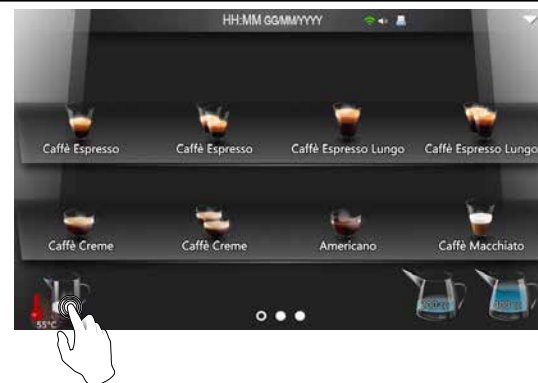 HH:MM GG/MM/YYYY
Caffè Espresso
Caffè Espresso
Caffè Espresso Lungo
Caffè Espresso Lungo
Caffè Creme
Caffè Creme
Americano
Caffè Macchiato
55°C